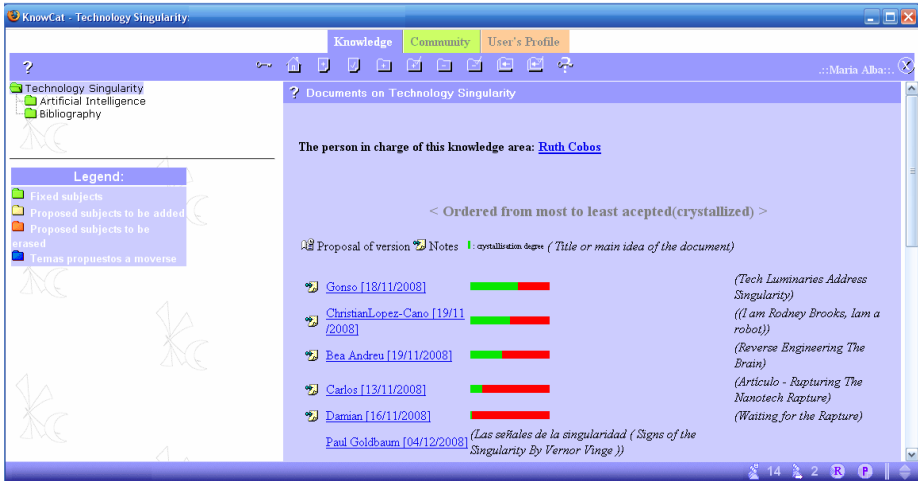 KnowCat - Technology Singularity:
Knowledge Community User's Profile
? .::Maria Alba::. X
Technology Singularity
Artificial Intelligence
Bibliography
Legend:
Fixed subjects
Proposed subjects to be added
Proposed subjects to be
erased
Temas propuestos a moverse
? Documents on Technology Singularity
The person in charge of this knowledge area: Ruth Cobos
< Ordered from most to least acepted(crystallized) >
Proposal of version Notes : crystallisation degree ( Title or main idea of the document)
Gonso [18/11/2008] (Tech Luminaries Address
Singularity)
ChristianLopez-Cano [19/11
/2008] ((I am Rodney Brooks, Iam a
robot))
Bea Andreu [19/11/2008] (Reverse Engineering The
Brain)
Carlos [13/11/2008] (Artículo - Rupturing The
Nanotech Rapture)
Damian [16/11/2008] (Waiting for the Rapture)
Paul Goldbaum [04/12/2008] (Las señales de la singularidad ( Signs of the
Singularity By Vernor Vinge ))
14 2 R P